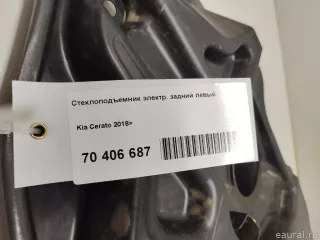 Стеклоподъемник электр. задний левый
Kia Cerato 2018>
70 406 687
eaural.ru